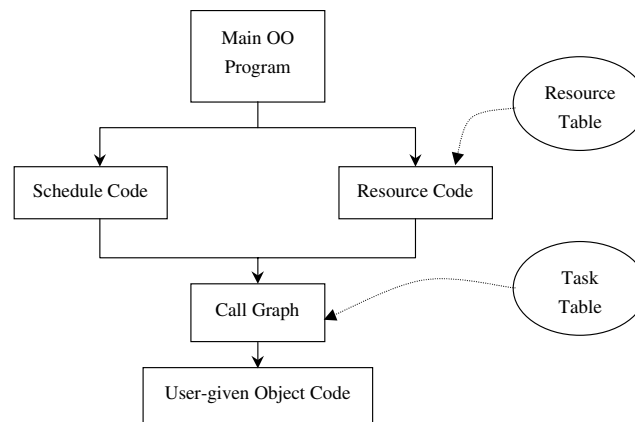 Main OO
Program
Resource
Table
Schedule Code
Resource Code
Task
Table
Call Graph
User-given Object Code